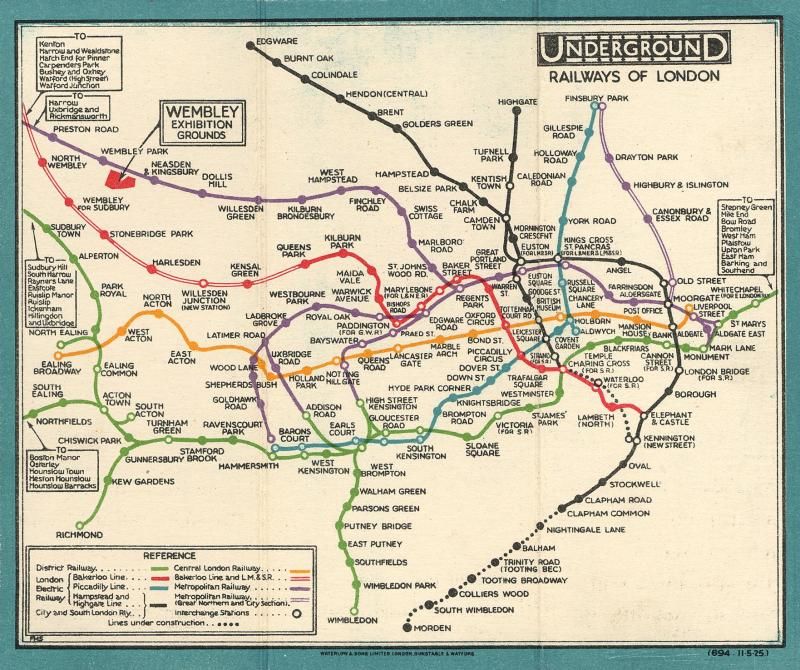 UNDERGROUND
RAILWAYS OF LONDON
TO
Kenton
Harrow and Wealdstone
Hatch End for Pinner
Carpenders Park
Bushey and Oxhey
Watford (High Street)
Watford Junction
TO
Harrow
Uxbridge and
Rickmansworth
WEMBLEY
EXHIBITION
GROUNDS
EDGWARE
BURNT OAK
COLINDALE
HENDON (CENTRAL)
BRENT
GOLDERS GREEN
HAMPSTEAD
BELSIZE PARK
CHALK
FARM
CAMDEN
TOWN
HIGHGATE
TUFNELL
PARK
KENTISH
TOWN
FINSBURY PARK
GILLESPIE
ROAD
HOLLOWAY
ROAD
CALEDONIAN
ROAD
YORK ROAD
DRAYTON PARK
HIGHBURY & ISLINGTON
CANONBURY &
ESSEX ROAD
TO
Stepney Green
Mile End
Bow Road
Bromley
West Ham
Plaistow
Upton Park
East Ham
Barking and
Southend
PRESTON ROAD
WEMBLEY PARK
NORTH
WEMBLEY
NEASDEN
& KINGSBURY
DOLLIS
HILL
WILLESDEN
GREEN
KILBURN
BRONDESBURY
WEST
HAMPSTEAD
FINCHLEY
ROAD
SWISS
COTTAGE
MARLBORO'
ROAD
ST. JOHNS
WOOD RD.
WEMBLEY
FOR SUDBURY
STONEBRIDGE PARK
HARLESDEN
WILLESDEN
JUNCTION
(NEW STATION)
KENSAL
GREEN
QUEENS
PARK
KILBURN
PARK
MAIDA
VALE
WARWICK
AVENUE
SUDBURY
TOWN
ALPERTON
PARK
ROYAL
TO
Sudbury Hill
South Harrow
Rayners Lane
Eastcote
Ruislip Manor
Ruislip
Ickenham
Hillingdon
and Uxbridge
NORTH EALING
EALING
BROADWAY
EALING
COMMON
WEST
ACTON
NORTH
ACTON
EAST
ACTON
WOOD LANE
SHEPHERDS BUSH
LATIMER ROAD
LADBROKE
GROVE
WESTBOURNE
PARK
ROYAL OAK
UXBRIDGE
ROAD
HOLLAND
PARK
NOTTING
HILL GATE
QUEENS
ROAD
LANCASTER
GATE
MARBLE
ARCH
BOND ST.
OXFORD
CIRCUS
BAYSWATER
PADDINGTON
(FOR G.W.R)
PRAED ST.
EDGWARE
ROAD
BISHOPS
ROAD
MARYLEBONE
(FOR L.& N.E.R)
BAKER
STREET
REGENTS
PARK
GREAT
PORTLAND
STREET
WARREN
ST.
MORNINGTON
CRESCENT
EUSTON
(FOR L.M.&S.R)
EUSTON
SQUARE
GOODGE ST
KINGS CROSS
ST. PANCRAS
(FOR L.&N.E.R & L.M.&S.R)
ANGEL
RUSSELL
SQUARE
BRITISH
MUSEUM
CHANCERY
LANE
HOLBORN
FARRINGDON
ALDERSGATE
POST OFFICE
OLD STREET
MOORGATE
LIVERPOOL
STREET
WHITECHAPEL
(FOR E LONDON RLY)
ST MARYS
ALDGATE EAST
ALDGATE
BANK
MARK LANE
MONUMENT
MANSION
HOUSE
CANNON
STREET
(FOR S.R)
BLACKFRIARS
TEMPLE
ALDWYCH
COVENT
GARDEN
TOTTENHAM
COURT RD.
LEICESTER
SQUARE
STRAND
(FOR S.R)
CHARING CROSS
(FOR S.R)
PICCADILLY
CIRCUS
DOVER ST.
TRAFALGAR
SQUARE
DOWN ST.
HYDE PARK CORNER
KNIGHTSBRIDGE
BROMPTON
ROAD
WESTMINSTER
ST JAMES'
PARK
VICTORIA
(FOR S.R)
SLOANE
SQUARE
SOUTH
KENSINGTON
GLOUCESTER
ROAD
HIGH STREET
KENSINGTON
EARLS
COURT
ADDISON
ROAD
BARONS
COURT
WEST
KENSINGTON
WEST
BROMPTON
GOLDHAWK
ROAD
HAMMERSMITH
RAVENSCOURT
PARK
STAMFORD
BROOK
TURNHAM
GREEN
CHISWICK PARK
GUNNERSBURY
KEW GARDENS
RICHMOND
SOUTH
ACTON
ACTON
TOWN
SOUTH
EALING
NORTHFIELDS
TO
Boston Manor
Osterley
Hounslow Town
Heston Hounslow
Hounslow Barracks
WATERLOO
(FOR S.R)
LAMBETH
(NORTH)
ELEPHANT
& CASTLE
LONDON BRIDGE
(FOR S.R)
BOROUGH
KENNINGTON
(NEW STREET)
OVAL
STOCKWELL
CLAPHAM ROAD
CLAPHAM COMMON
NIGHTINGALE LANE
BALHAM
TRINITY ROAD
(TOOTING BEC)
TOOTING BROADWAY
COLLIERS WOOD
SOUTH WIMBLEDON
MORDEN
WALHAM GREEN
PARSONS GREEN
PUTNEY BRIDGE
EAST PUTNEY
SOUTHFIELDS
WIMBLEDON PARK
WIMBLEDON
REFERENCE
District Railway
London Electric Railway
Bakerloo Line
Piccadilly Line
Hampstead and
Highgate Line
City and South London Rly.
Central London Railway
Bakerloo Line and L.M.&S.R.
Metropolitan Railway
Metropolitan Railway
(Great Northern and City Section)
Interchange Stations
Lines under construction
FHS
WATERLOW & SONS LIMITED LONDON, DUNSTABLE & WATFORD
(694. 11-5-25)